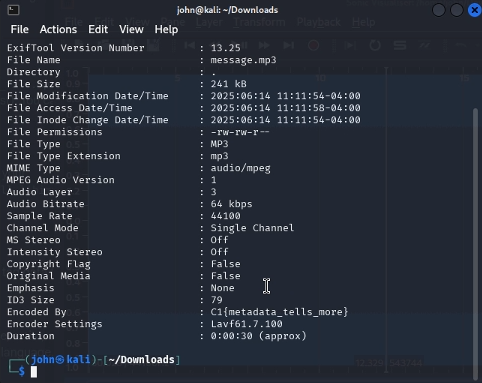 john@kali: ~/Downloads
File Actions Edit View Help
ExifTool Version Number : 13.25
File Name : message.mp3
Directory : .
File Size : 241 kB
File Modification Date/Time : 2025:06:14 11:11:54-04:00
File Access Date/Time : 2025:06:14 11:11:58-04:00
File Inode Change Date/Time : 2025:06:14 11:11:54-04:00
File Permissions : -rw-rw-r--
File Type : MP3
File Type Extension : mp3
MIME Type : audio/mpeg
MPEG Audio Version : 1
Audio Layer : 3
Audio Bitrate : 64 kbps
Sample Rate : 44100
Channel Mode : Single Channel
MS Stereo : Off
Intensity Stereo : Off
Copyright Flag : False
Original Media : False
Emphasis : None
ID3 Size : 79
Encoded By : C1{metadata_tells_more}
Encoder Settings : Lavf61.7.100
Duration : 0:00:30 (approx)
(john㉿kali)-[~/Downloads]
$